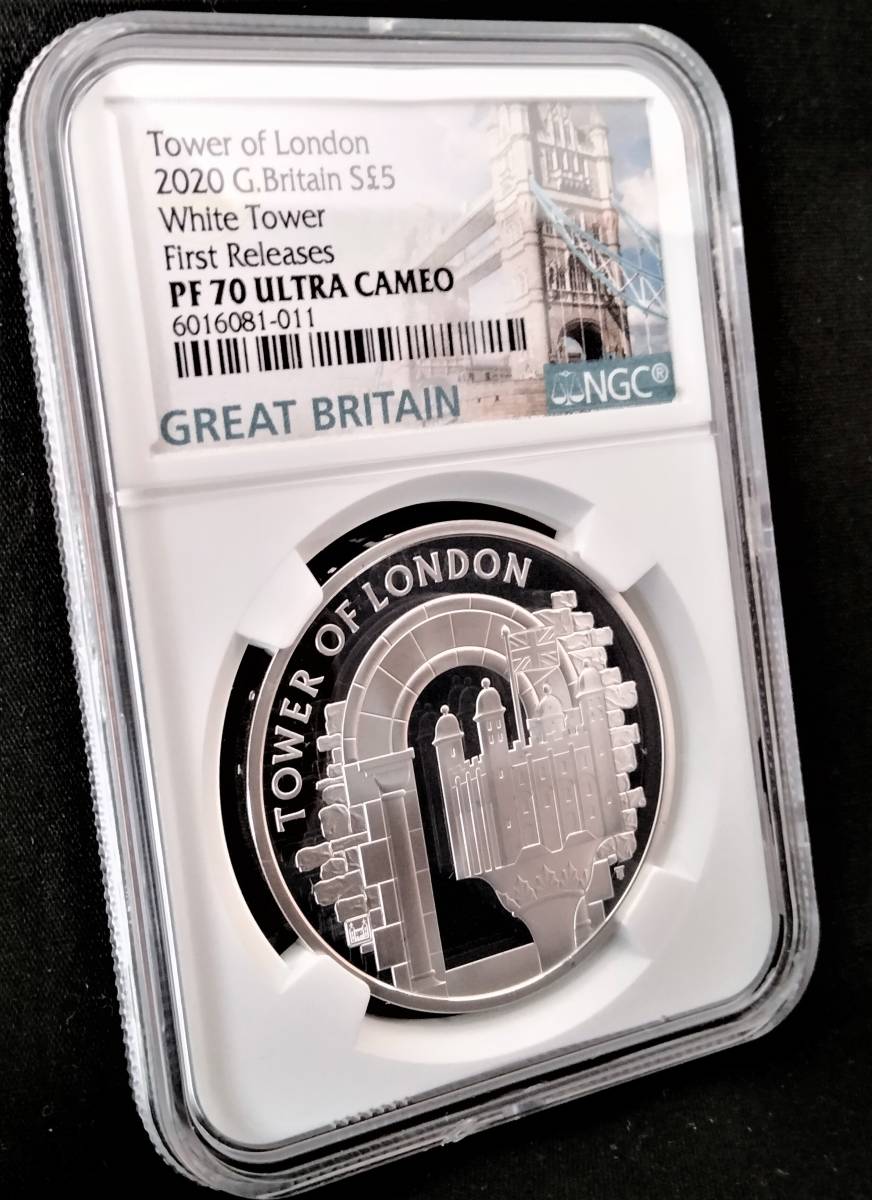 Tower of London
2020 G.Britain S£5
White Tower
First Releases
PF 70 ULTRA CAMEO
6016081-011
GREAT BRITAIN
NGC®
TOWER OF LONDON